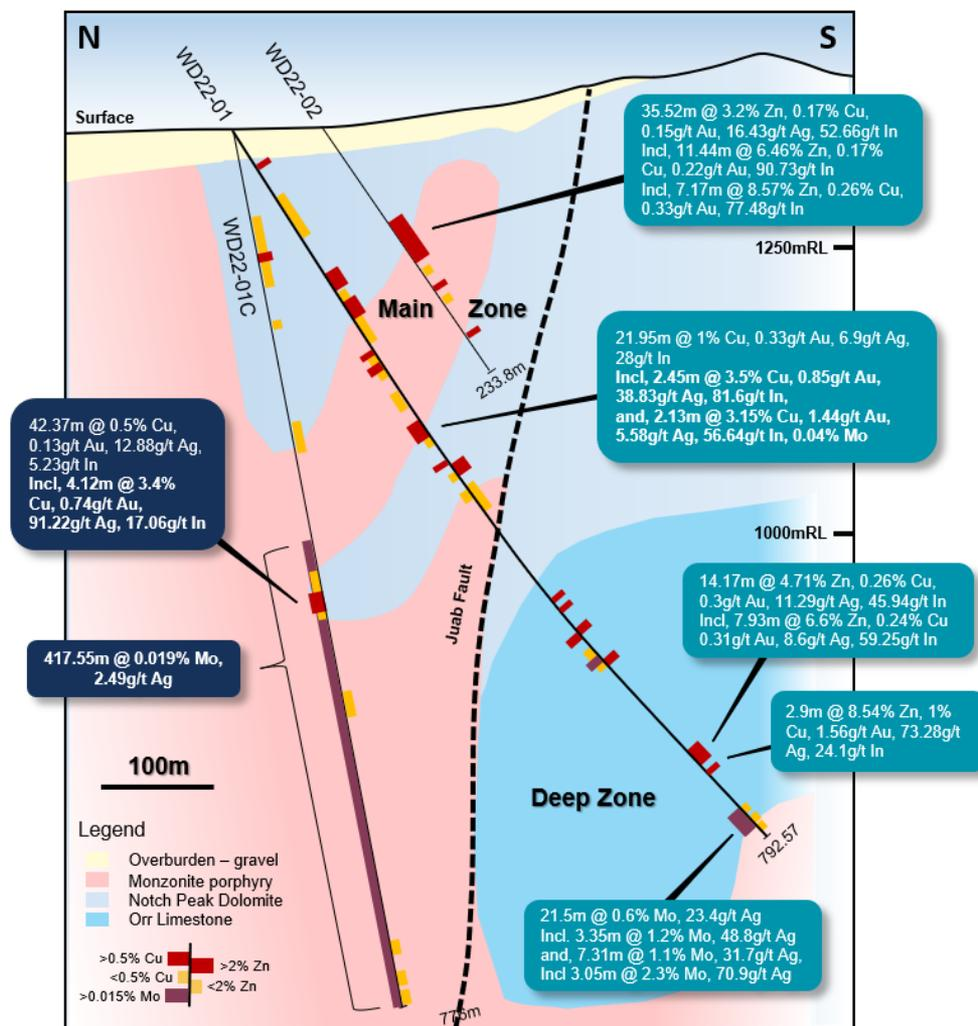 N
S
WD22-01
WD22-02
Surface
35.52m @ 3.2% Zn, 0.17% Cu,
0.15g/t Au, 16.43g/t Ag, 52.66g/t In
Incl, 11.44m @ 6.46% Zn, 0.17%
Cu, 0.22g/t Au, 90.73g/t In
Incl, 7.17m @ 8.57% Zn, 0.26% Cu,
0.33g/t Au, 77.48g/t In
1250mRL
WD22-01C
Main Zone
233.8m
21.95m @ 1% Cu, 0.33g/t Au, 6.9g/t Ag,
28g/t In
Incl, 2.45m @ 3.5% Cu, 0.85g/t Au,
38.83g/t Ag, 81.6g/t In,
and, 2.13m @ 3.15% Cu, 1.44g/t Au,
5.58g/t Ag, 56.64g/t In, 0.04% Mo
42.37m @ 0.5% Cu,
0.13g/t Au, 12.88g/t Ag,
5.23g/t In
Incl, 4.12m @ 3.4%
Cu, 0.74g/t Au,
91.22g/t Ag, 17.06g/t In
1000mRL
Juab Fault
14.17m @ 4.71% Zn, 0.26% Cu,
0.3g/t Au, 11.29g/t Ag, 45.94g/t In
Incl, 7.93m @ 6.6% Zn, 0.24% Cu
0.31g/t Au, 8.6g/t Ag, 59.25g/t In
417.55m @ 0.019% Mo,
2.49g/t Ag
2.9m @ 8.54% Zn, 1%
Cu, 1.56g/t Au, 73.28g/t
Ag, 24.1g/t In
100m
Deep Zone
792.57
Legend
Overburden – gravel
Monzonite porphyry
Notch Peak Dolomite
Orr Limestone
>0.5% Cu
>2% Zn
<0.5% Cu
<2% Zn
>0.015% Mo
21.5m @ 0.6% Mo, 23.4g/t Ag
Incl. 3.35m @ 1.2% Mo, 48.8g/t Ag
and, 7.31m @ 1.1% Mo, 31.7g/t Ag,
Incl 3.05m @ 2.3% Mo, 70.9g/t Ag